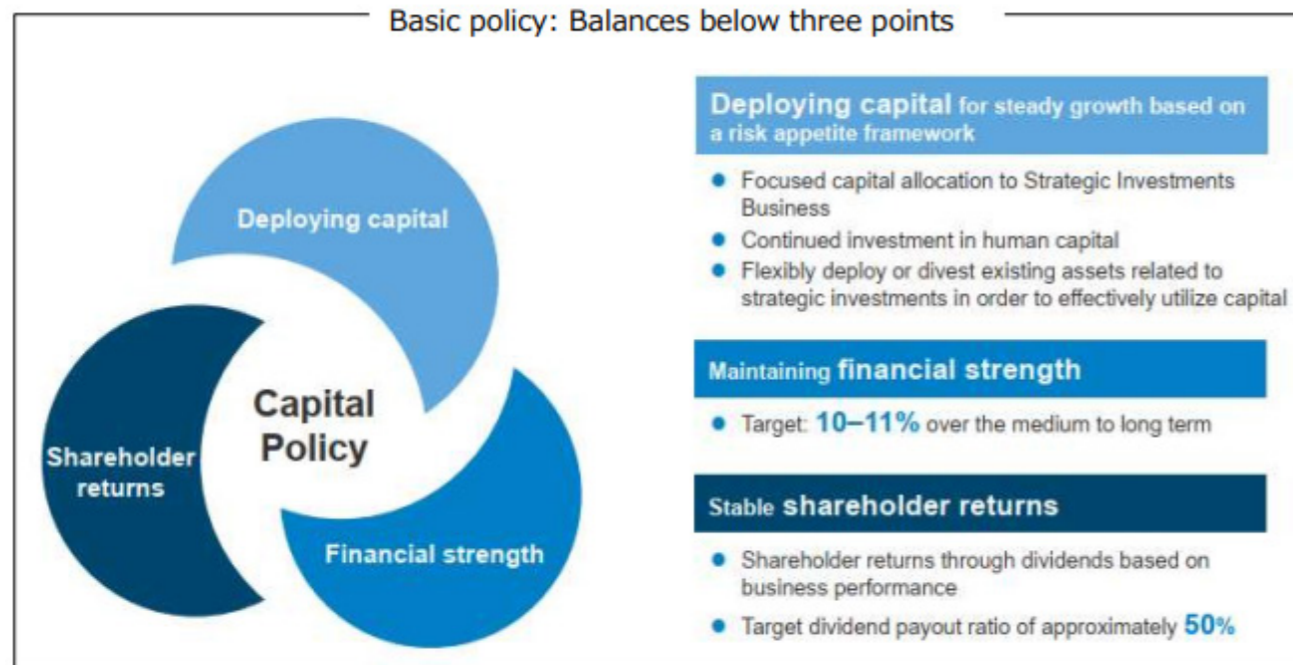 Basic policy: Balances below three points
Deploying capital
Shareholder
returns
Capital
Policy
Financial strength
Deploying capital for steady growth based on
a risk appetite framework
● Focused capital allocation to Strategic Investments
Business
● Continued investment in human capital
● Flexibly deploy or divest existing assets related to
strategic investments in order to effectively utilize capital
Maintaining financial strength
● Target: 10–11% over the medium to long term
Stable shareholder returns
● Shareholder returns through dividends based on
business performance
● Target dividend payout ratio of approximately 50%